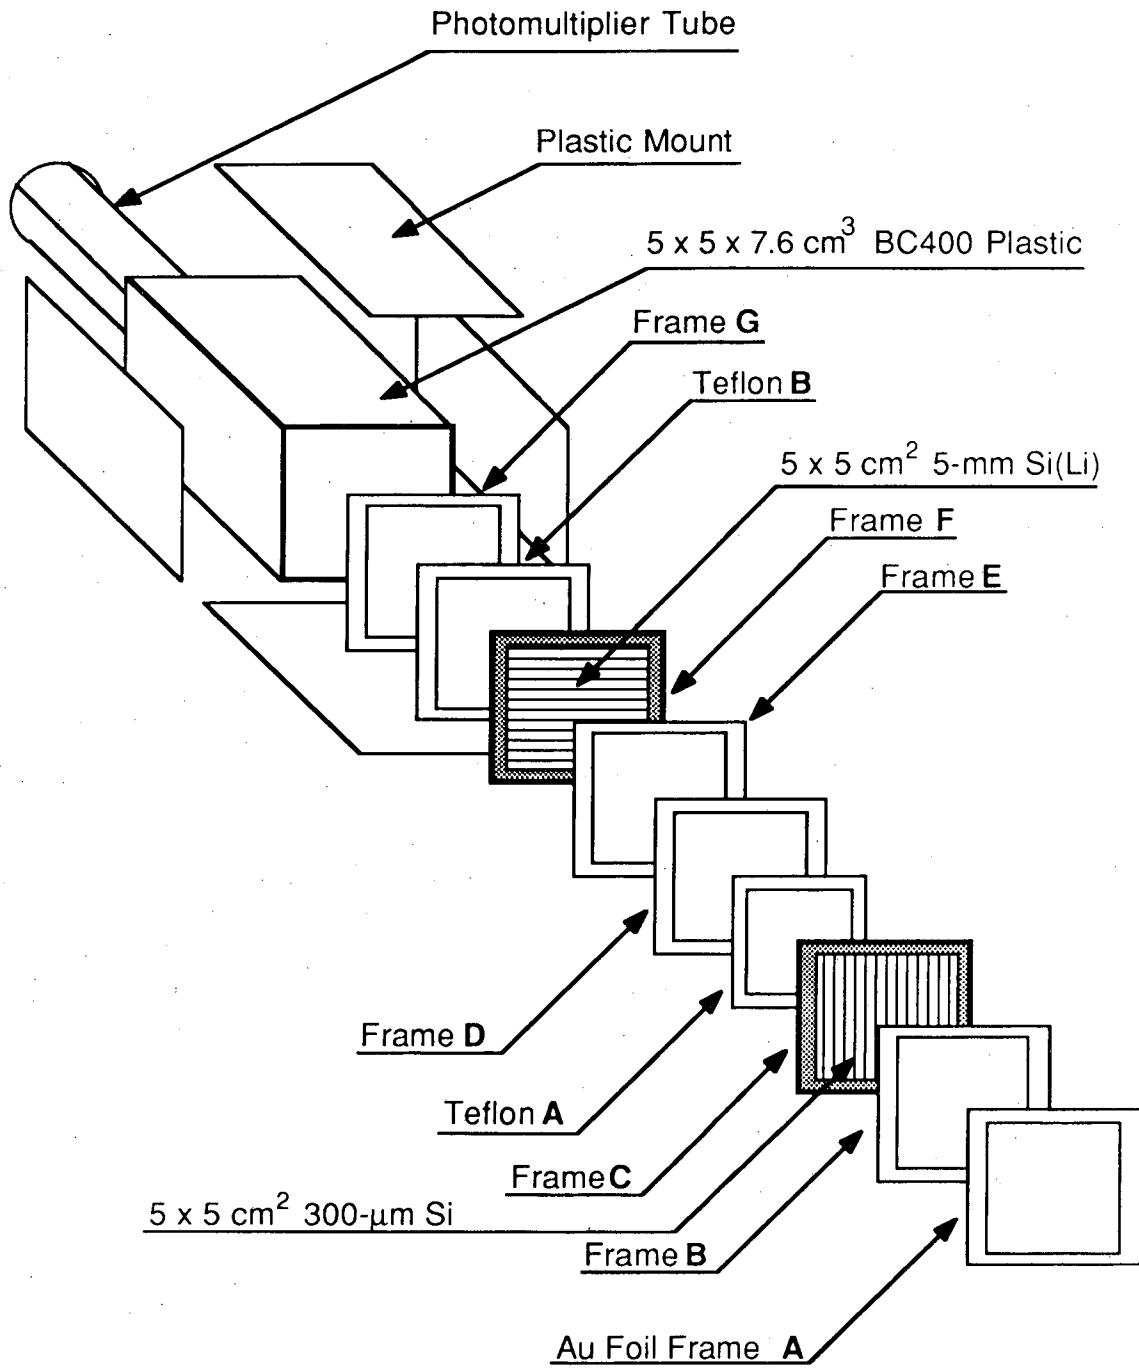 Photomultiplier Tube
Plastic Mount
5 x 5 x 7.6 cm³ BC400 Plastic
Frame G
Teflon B
5 x 5 cm² 5-mm Si(Li)
Frame F
Frame E
Frame D
Teflon A
Frame C
5 x 5 cm² 300-μm Si
Frame B
Au Foil Frame A